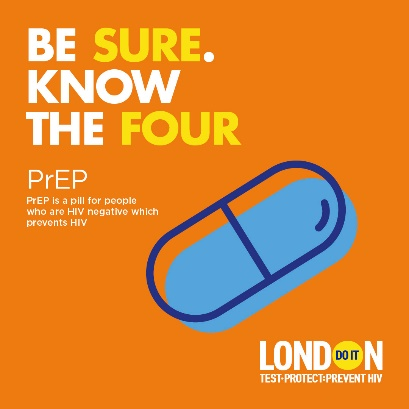 BE SURE.
KNOW
THE FOUR
PrEP
PrEP is a pill for people
who are HIV negative which
prevents HIV
LONDON
DO IT
TEST·PROTECT:PREVENT HIV